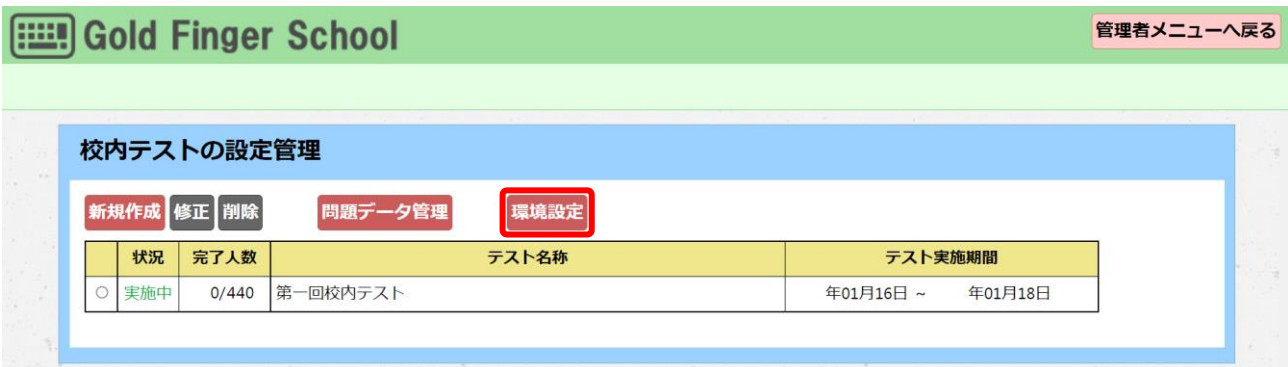 Gold Finger School 管理者メニューへ戻る
校内テストの設定管理
新規作成 修正 削除 問題データ管理 環境設定
状況 完了人数 テスト名称 テスト実施期間
実施中 0/440 第一回校内テスト 年01月16日 ~ 年01月18日